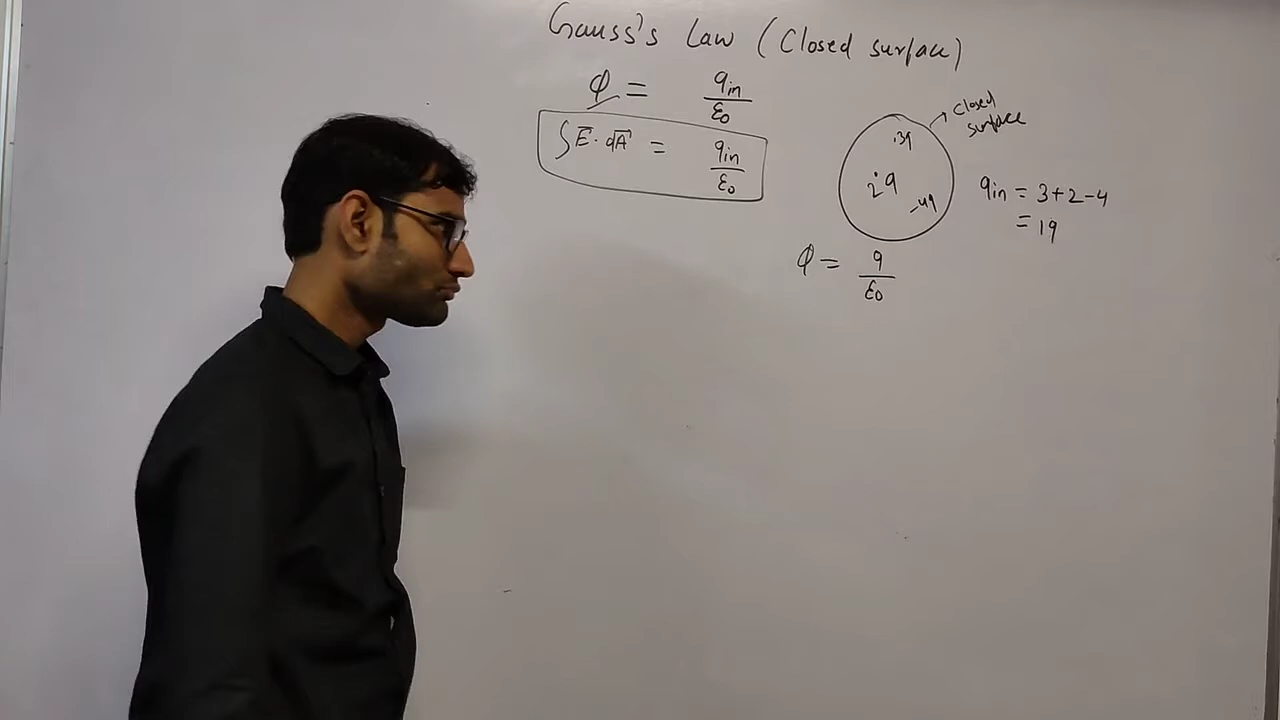 Gauss's Law (Closed surface)
φ = qin/ε0
∫E⃗·dA⃗ = qin/ε0
closed surface
3q
2q
-4q
qin = 3+2-4
= 1q
φ = q/ε0